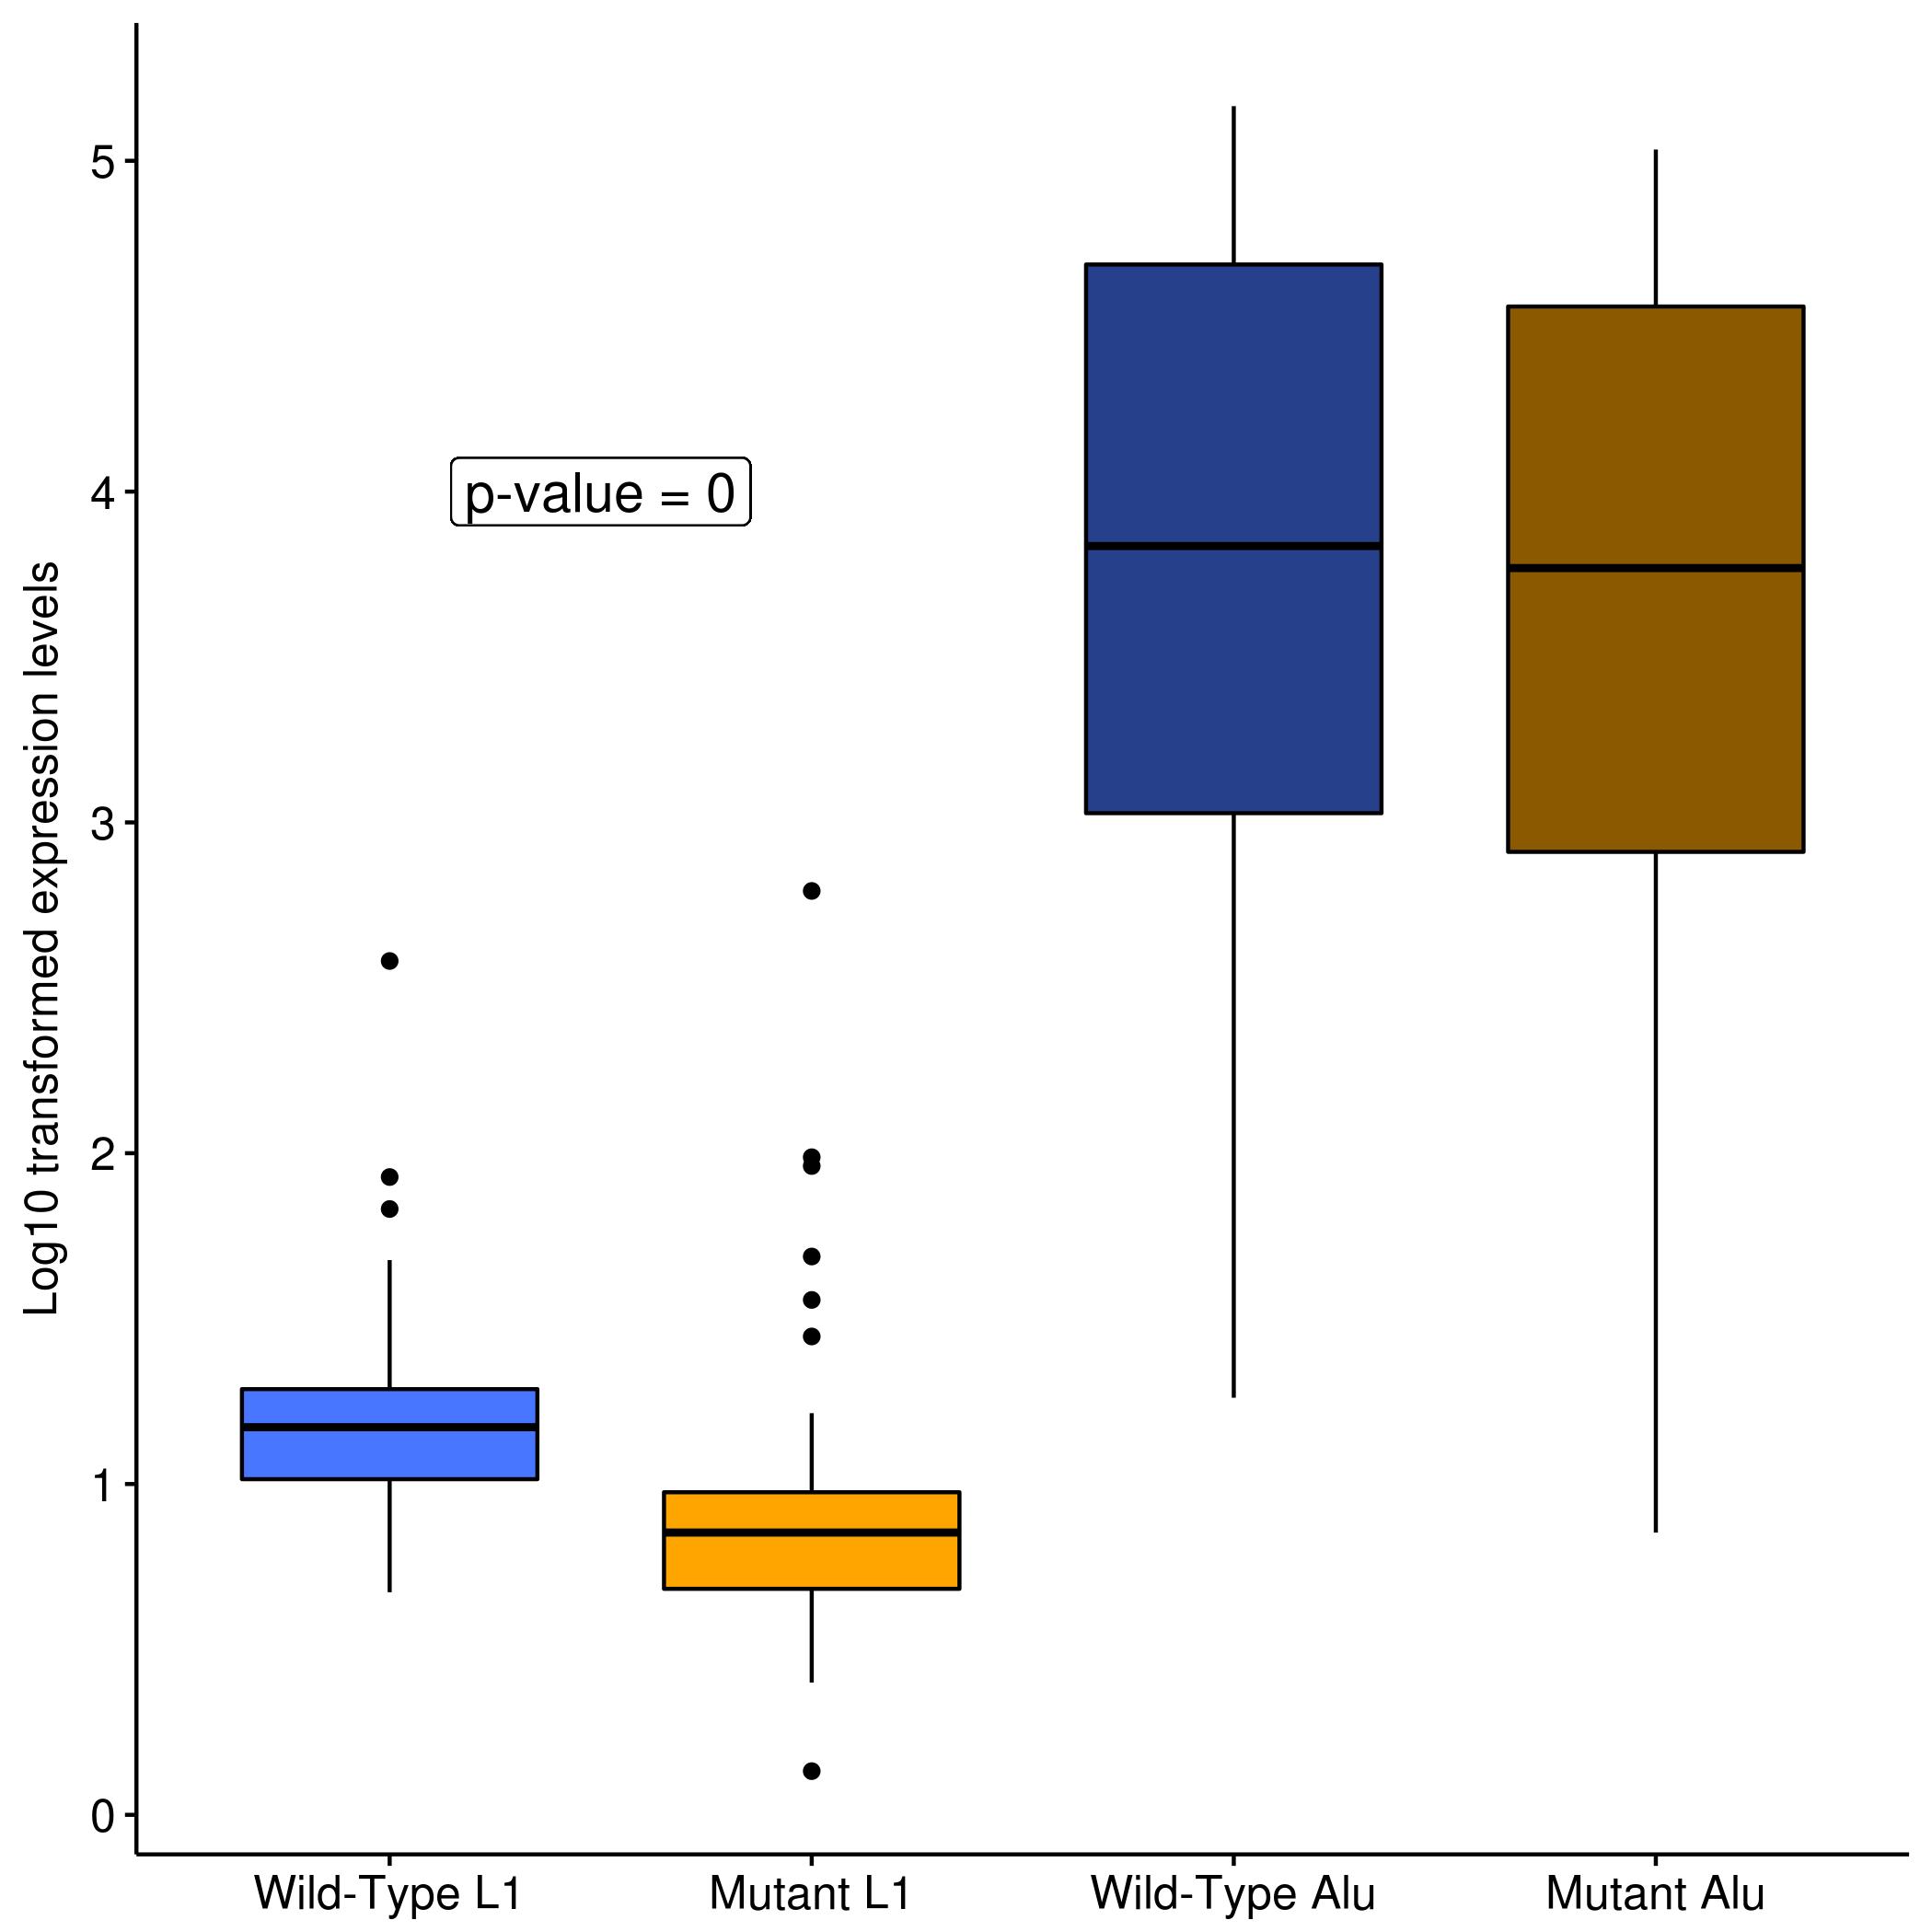 Log10 transformed expression levels
5
4
3
2
1
0
p-value = 0
Wild-Type L1
Mutant L1
Wild-Type Alu
Mutant Alu